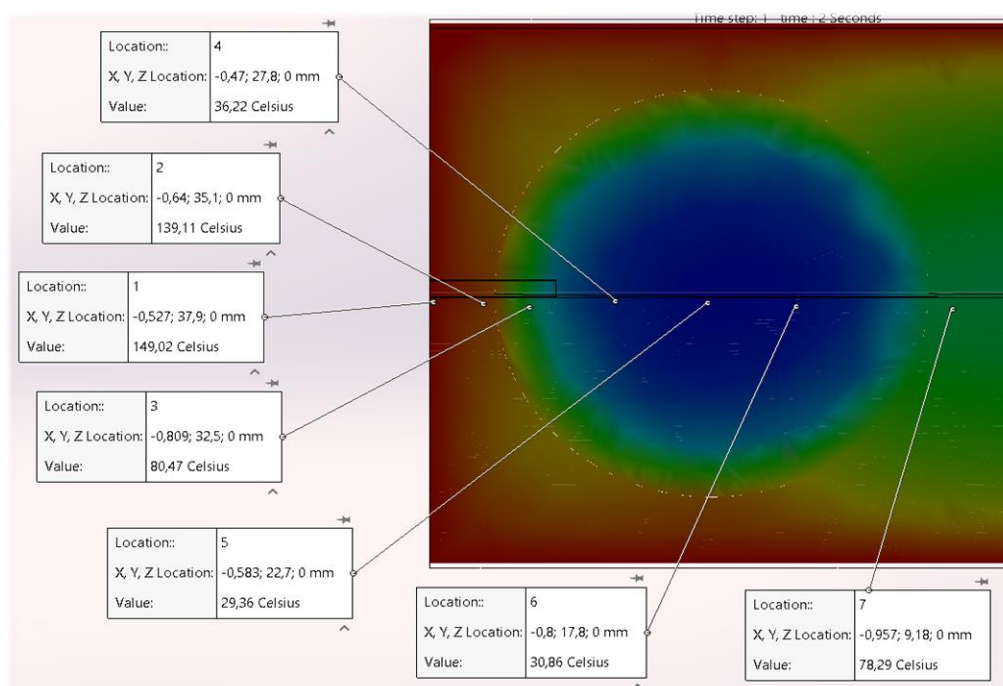 Time step: 1 time : 2 Seconds
Location:: 4
X, Y, Z Location: -0,47; 27,8; 0 mm
Value: 36,22 Celsius
Location:: 2
X, Y, Z Location: -0,64; 35,1; 0 mm
Value: 139,11 Celsius
Location:: 1
X, Y, Z Location: -0,527; 37,9; 0 mm
Value: 149,02 Celsius
Location:: 3
X, Y, Z Location: -0,809; 32,5; 0 mm
Value: 80,47 Celsius
Location:: 5
X, Y, Z Location: -0,583; 22,7; 0 mm
Value: 29,36 Celsius
Location:: 6
X, Y, Z Location: -0,8; 17,8; 0 mm
Value: 30,86 Celsius
Location:: 7
X, Y, Z Location: -0,957; 9,18; 0 mm
Value: 78,29 Celsius